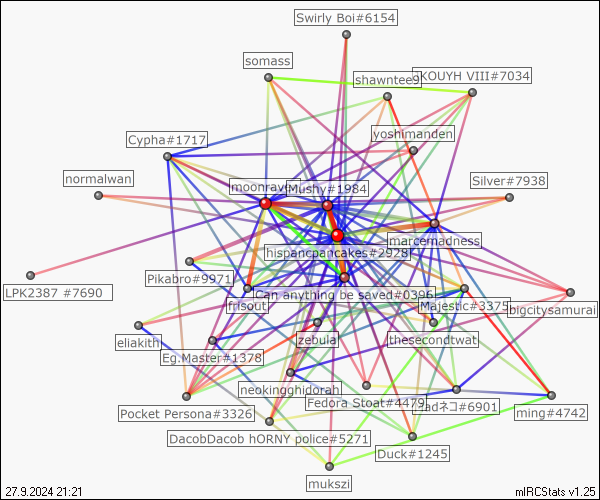 Swirly Boi#6154
somass
shawntee9
KOUYH VIII#7034
yoshimanden
Cypha#1717
normalwan
moonrav
Mushy#1984
Silver#7938
marcemadness
hispancpancakes#2928
Pikabro#9971
LPK2387 #7690
frisout
Can anything be saved#0396
Majestic#3375
bigcitysamurai
eliakith
Eg.Master#1378
zebula
thesecondtwat
neokingghidorah
Pocket Persona#3326
Fedora Stoat#4479
adネコ#6901
ming#4742
DacobDacob hORNY police#5271
Duck#1245
mukszi
27.9.2024 21:21
mIRCStats v1.25